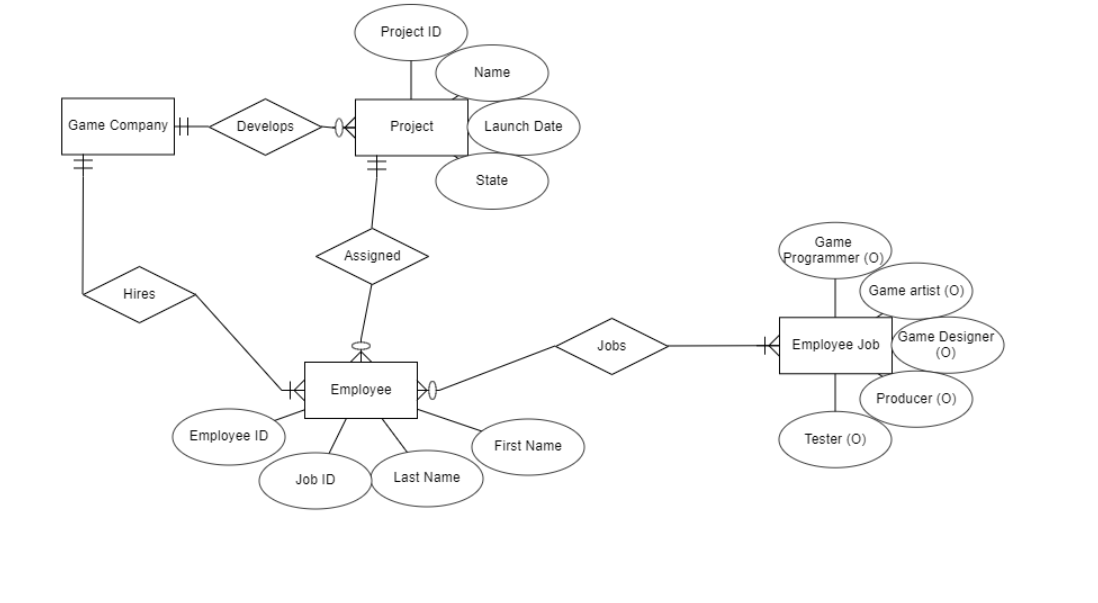 Project ID
Name
Game Company
Develops
Project
Launch Date
State
Assigned
Hires
Game
Programmer (O)
Game artist (O)
Jobs
Employee Job
Game Designer
(O)
Employee
Producer (O)
Employee ID
First Name
Tester (O)
Job ID
Last Name